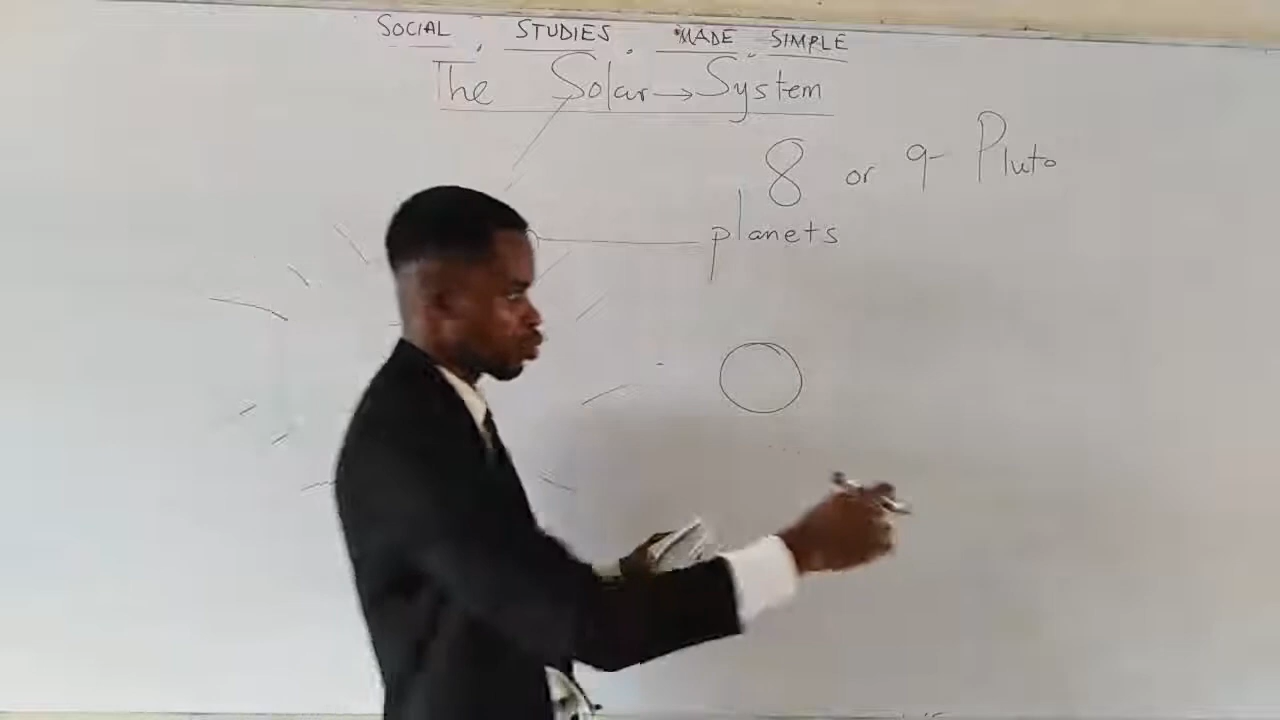 SOCIAL, STUDIES. MADE SIMPLE
The Solar → System
8 or 9- Pluto
planets